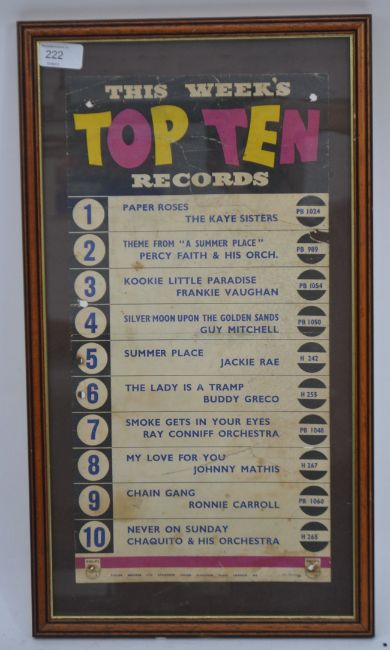 222
THIS WEEK'S
TOP TEN
RECORDS
1 PAPER ROSES PB 1024
THE KAYE SISTERS
2 THEME FROM "A SUMMER PLACE" PB 989
PERCY FAITH & HIS ORCH.
3 KOOKIE LITTLE PARADISE PB 1054
FRANKIE VAUGHAN
4 SILVER MOON UPON THE GOLDEN SANDS PB 1050
GUY MITCHELL
5 SUMMER PLACE H 242
JACKIE RAE
6 THE LADY IS A TRAMP H 255
BUDDY GRECO
7 SMOKE GETS IN YOUR EYES PB 1048
RAY CONNIFF ORCHESTRA
8 MY LOVE FOR YOU H 267
JOHNNY MATHIS
9 CHAIN GANG PB 1060
RONNIE CARROLL
10 NEVER ON SUNDAY H 265
CHAQUITO & HIS ORCHESTRA
PHILIPS PHILIPS